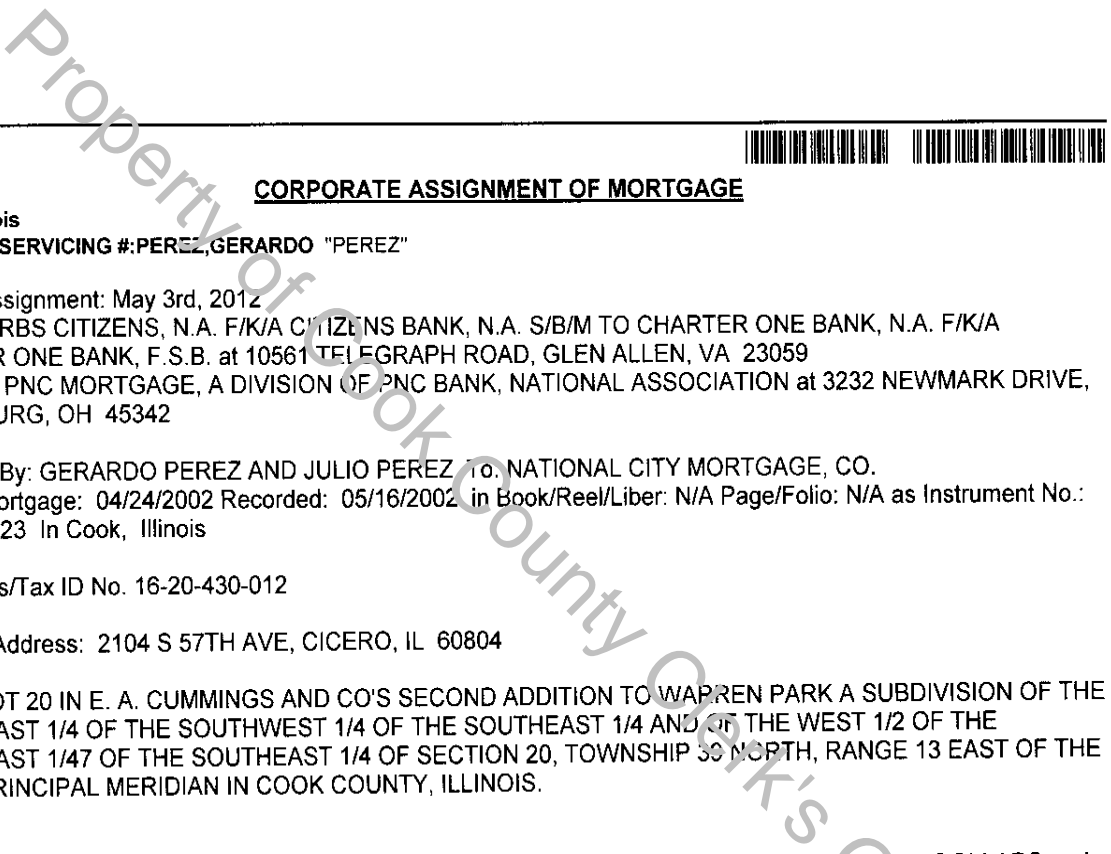 Property of Cook County Clerk's
CORPORATE ASSIGNMENT OF MORTGAGE
ois
SERVICING #:PEREZ,GERARDO "PEREZ"
ssignment: May 3rd, 2012
RBS CITIZENS, N.A. F/K/A CITIZENS BANK, N.A. S/B/M TO CHARTER ONE BANK, N.A. F/K/A
R ONE BANK, F.S.B. at 10561 TELEGRAPH ROAD, GLEN ALLEN, VA 23059
PNC MORTGAGE, A DIVISION OF PNC BANK, NATIONAL ASSOCIATION at 3232 NEWMARK DRIVE,
URG, OH 45342
By: GERARDO PEREZ AND JULIO PEREZ To: NATIONAL CITY MORTGAGE, CO.
ortgage: 04/24/2002 Recorded: 05/16/2002 in Book/Reel/Liber: N/A Page/Folio: N/A as Instrument No.:
23 In Cook, Illinois
s/Tax ID No. 16-20-430-012
Address: 2104 S 57TH AVE, CICERO, IL 60804
OT 20 IN E. A. CUMMINGS AND CO'S SECOND ADDITION TO WARREN PARK A SUBDIVISION OF THE
AST 1/4 OF THE SOUTHWEST 1/4 OF THE SOUTHEAST 1/4 AND OF THE WEST 1/2 OF THE
AST 1/47 OF THE SOUTHEAST 1/4 OF SECTION 20, TOWNSHIP 39 NORTH, RANGE 13 EAST OF THE
RINCIPAL MERIDIAN IN COOK COUNTY, ILLINOIS.